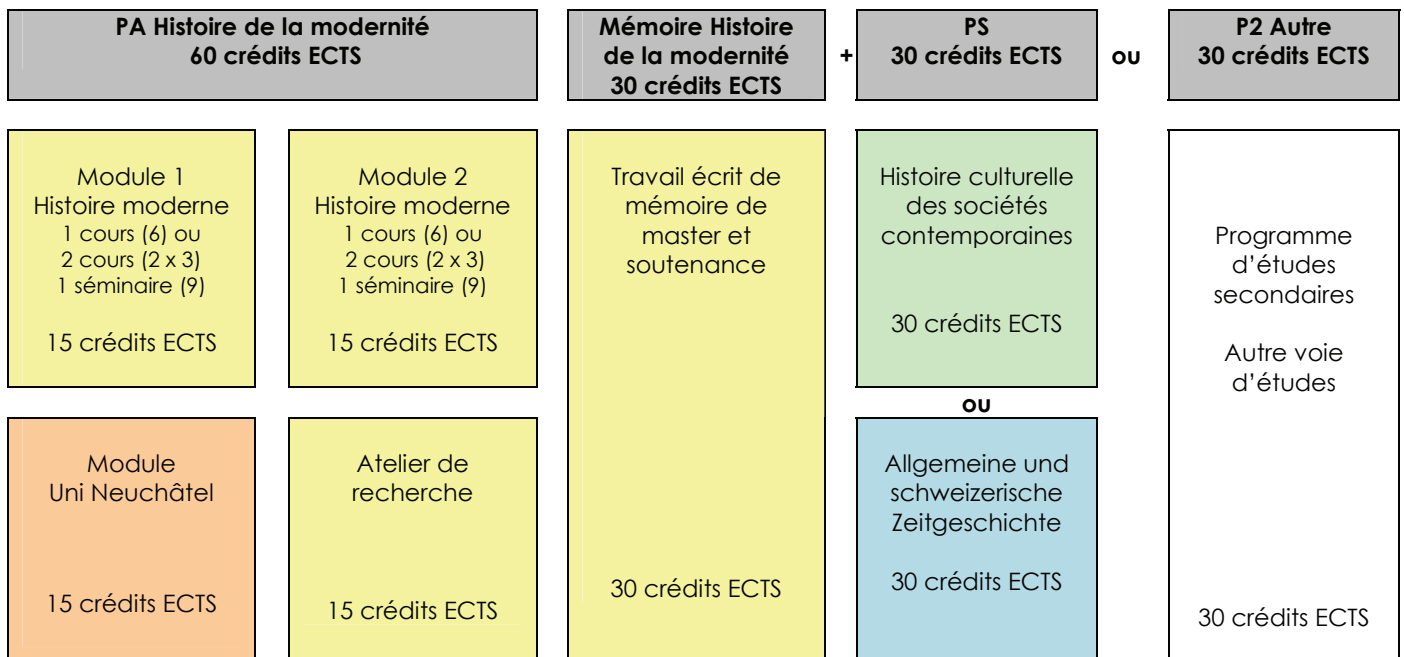 PA Histoire de la modernité
60 crédits ECTS
Mémoire Histoire
de la modernité
30 crédits ECTS
+
PS
30 crédits ECTS
ou
P2 Autre
30 crédits ECTS
Module 1
Histoire moderne
1 cours (6) ou
2 cours (2 x 3)
1 séminaire (9)
15 crédits ECTS
Module 2
Histoire moderne
1 cours (6) ou
2 cours (2 x 3)
1 séminaire (9)
15 crédits ECTS
Travail écrit de
mémoire de
master et
soutenance
30 crédits ECTS
Histoire culturelle
des sociétés
contemporaines
30 crédits ECTS
ou
Programme
d’études
secondaires
Autre voie
d’études
30 crédits ECTS
Module
Uni Neuchâtel
15 crédits ECTS
Atelier de
recherche
15 crédits ECTS
Allgemeine und
schweizerische
Zeitgeschichte
30 crédits ECTS